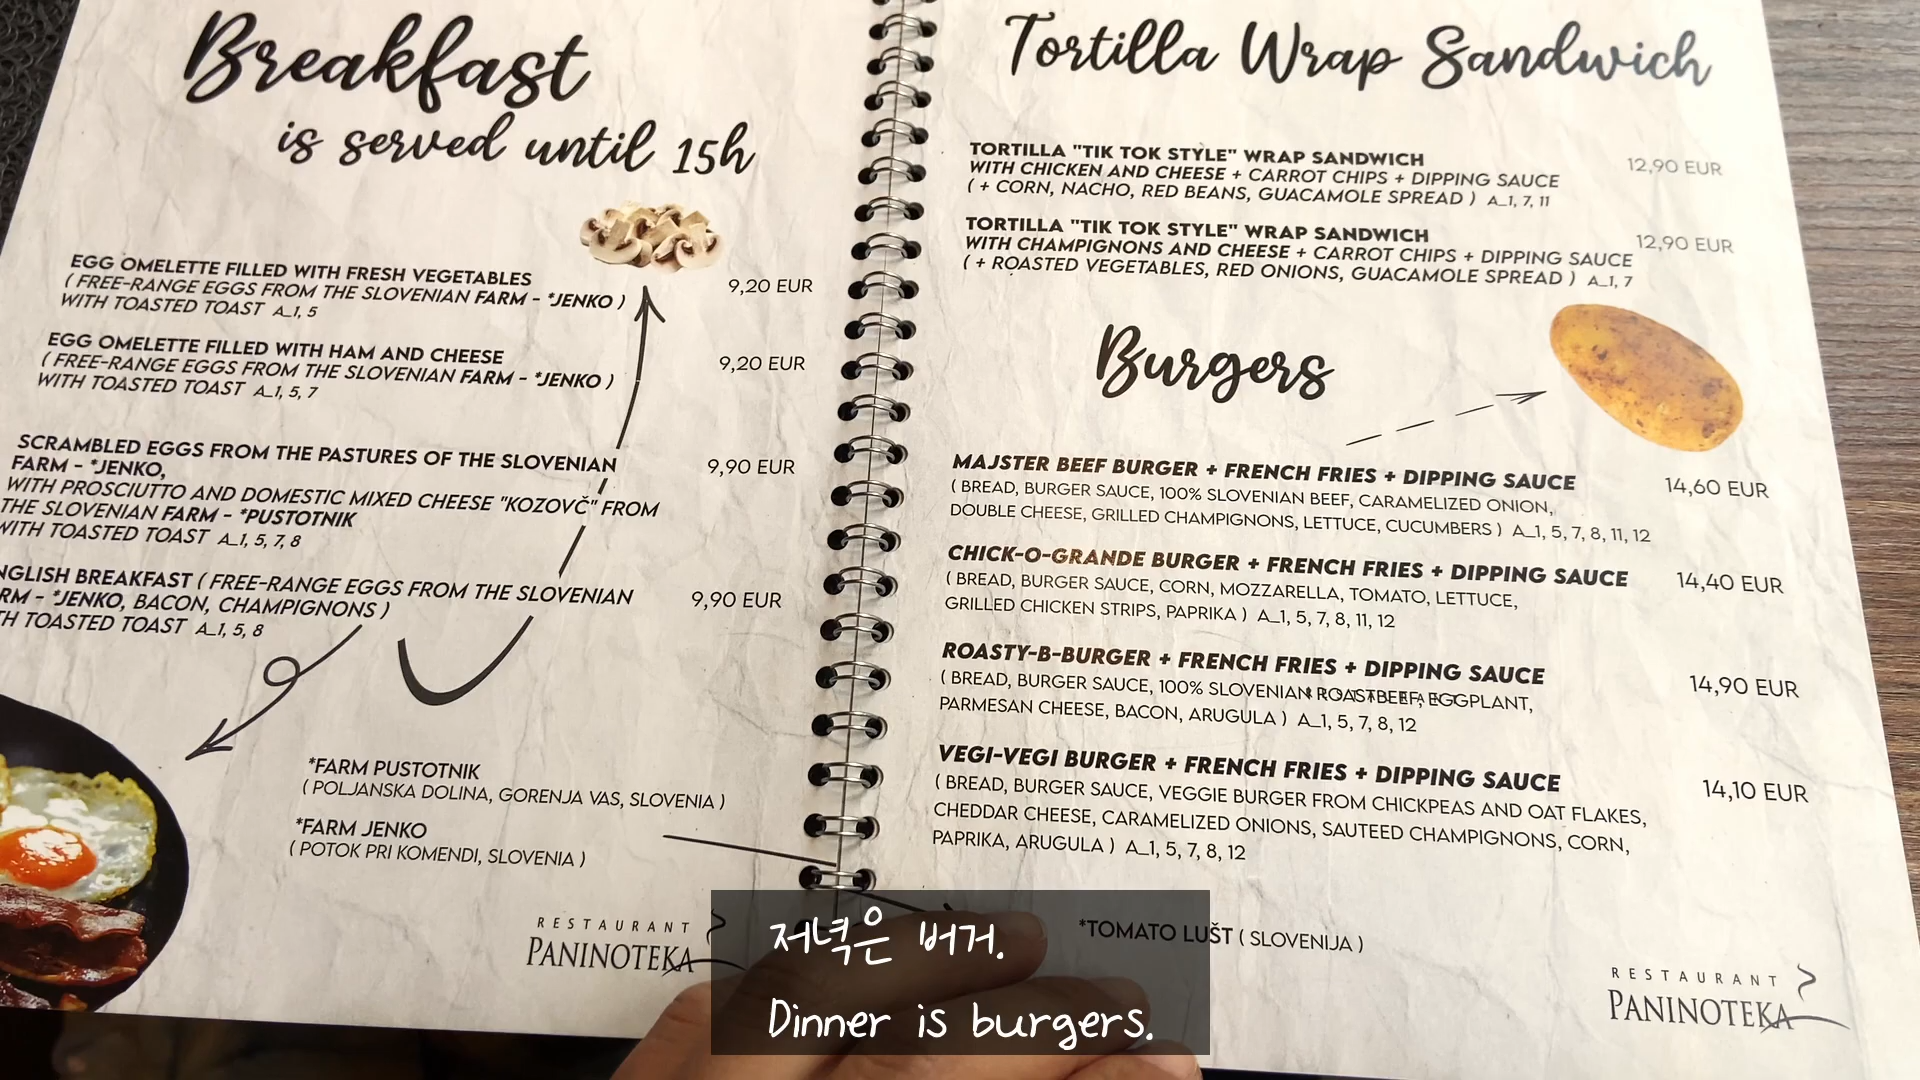 Breakfast
is served until 15h
EGG OMELETTE FILLED WITH FRESH VEGETABLES
( FREE-RANGE EGGS FROM THE SLOVENIAN FARM - *JENKO )
WITH TOASTED TOAST A_1, 5
9,20 EUR
EGG OMELETTE FILLED WITH HAM AND CHEESE
( FREE-RANGE EGGS FROM THE SLOVENIAN FARM - *JENKO )
WITH TOASTED TOAST A_1, 5, 7
9,20 EUR
SCRAMBLED EGGS FROM THE PASTURES OF THE SLOVENIAN
FARM - *JENKO,
WITH PROSCIUTTO AND DOMESTIC MIXED CHEESE "KOZOVČ" FROM
THE SLOVENIAN FARM - *PUSTOTNIK
WITH TOASTED TOAST A_1, 5, 7, 8
9,90 EUR
NGLISH BREAKFAST ( FREE-RANGE EGGS FROM THE SLOVENIAN
RM - *JENKO, BACON, CHAMPIGNONS )
TH TOASTED TOAST A_1, 5, 8
9,90 EUR
*FARM PUSTOTNIK
( POLJANSKA DOLINA, GORENJA VAS, SLOVENIA )
*FARM JENKO
( POTOK PRI KOMENDI, SLOVENIA )
RESTAURANT
PANINOTEKA
Tortilla Wrap Sandwich
TORTILLA "TIK TOK STYLE" WRAP SANDWICH
WITH CHICKEN AND CHEESE + CARROT CHIPS + DIPPING SAUCE
( + CORN, NACHO, RED BEANS, GUACAMOLE SPREAD ) A_1, 7, 11
12,90 EUR
TORTILLA "TIK TOK STYLE" WRAP SANDWICH
WITH CHAMPIGNONS AND CHEESE + CARROT CHIPS + DIPPING SAUCE
( + ROASTED VEGETABLES, RED ONIONS, GUACAMOLE SPREAD ) A_1, 7
12,90 EUR
Burgers
MAJSTER BEEF BURGER + FRENCH FRIES + DIPPING SAUCE
( BREAD, BURGER SAUCE, 100% SLOVENIAN BEEF, CARAMELIZED ONION,
DOUBLE CHEESE, GRILLED CHAMPIGNONS, LETTUCE, CUCUMBERS ) A_1, 5, 7, 8, 11, 12
14,60 EUR
CHICK-O-GRANDE BURGER + FRENCH FRIES + DIPPING SAUCE
( BREAD, BURGER SAUCE, CORN, MOZZARELLA, TOMATO, LETTUCE,
GRILLED CHICKEN STRIPS, PAPRIKA ) A_1, 5, 7, 8, 11, 12
14,40 EUR
ROASTY-B-BURGER + FRENCH FRIES + DIPPING SAUCE
( BREAD, BURGER SAUCE, 100% SLOVENIAN ROASTBEEF, EGGPLANT,
PARMESAN CHEESE, BACON, ARUGULA ) A_1, 5, 7, 8, 12
14,90 EUR
VEGI-VEGI BURGER + FRENCH FRIES + DIPPING SAUCE
( BREAD, BURGER SAUCE, VEGGIE BURGER FROM CHICKPEAS AND OAT FLAKES,
CHEDDAR CHEESE, CARAMELIZED ONIONS, SAUTEED CHAMPIGNONS, CORN,
PAPRIKA, ARUGULA ) A_1, 5, 7, 8, 12
14,10 EUR
*TOMATO LUŠT ( SLOVENIJA )
RESTAURANT
PANINOTEKA
저녁은 버거.
Dinner is burgers.